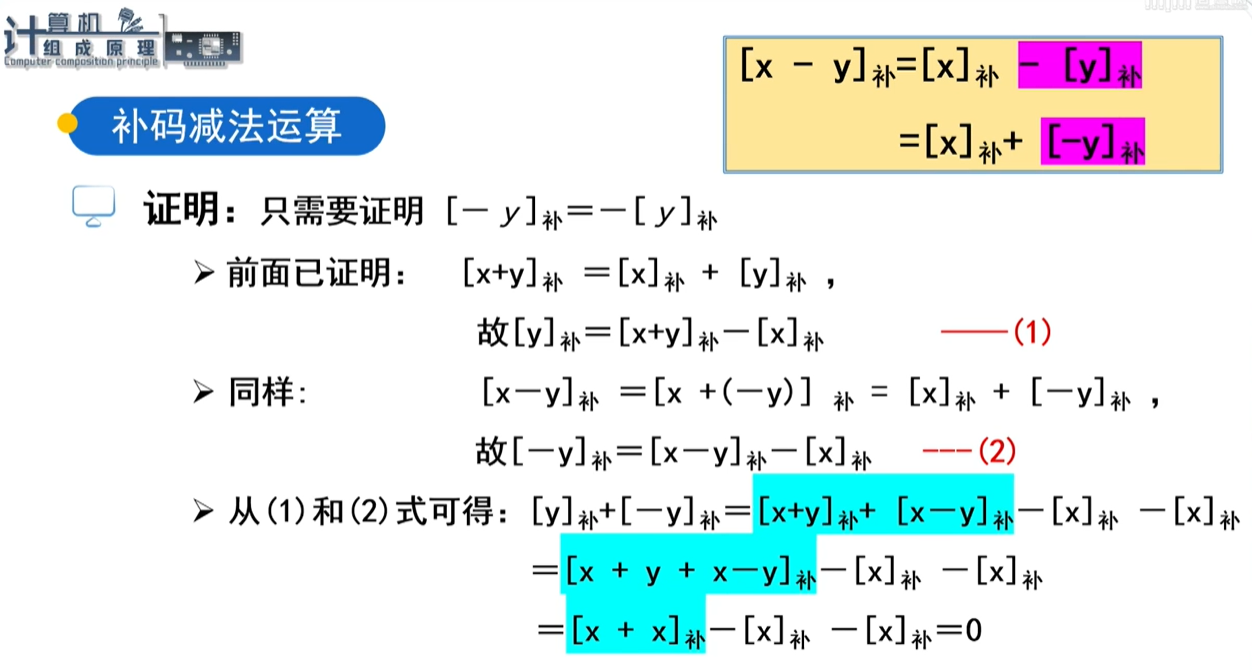 计算机
组成原理
Computer composition principle
[x - y]补=[x]补 - [y]补
=[x]补+ [-y]补
补码减法运算
证明：只需要证明 [－ y]补＝－[ y]补
➢ 前面已证明： [x+y]补 ＝[x]补 + [y]补 ，
故[y]补＝[x+y]补－[x]补 ——(1)
➢ 同样: [x－y]补 ＝[x +(－y)] 补 = [x]补 + [－y]补 ，
故[－y]补＝[x－y]补－[x]补 ---(2)
➢ 从(1)和(2)式可得：[y]补+[－y]补＝[x+y]补+ [x－y]补－[x]补 －[x]补
＝[x + y + x－y]补－[x]补 －[x]补
＝[x + x]补－[x]补 －[x]补=0